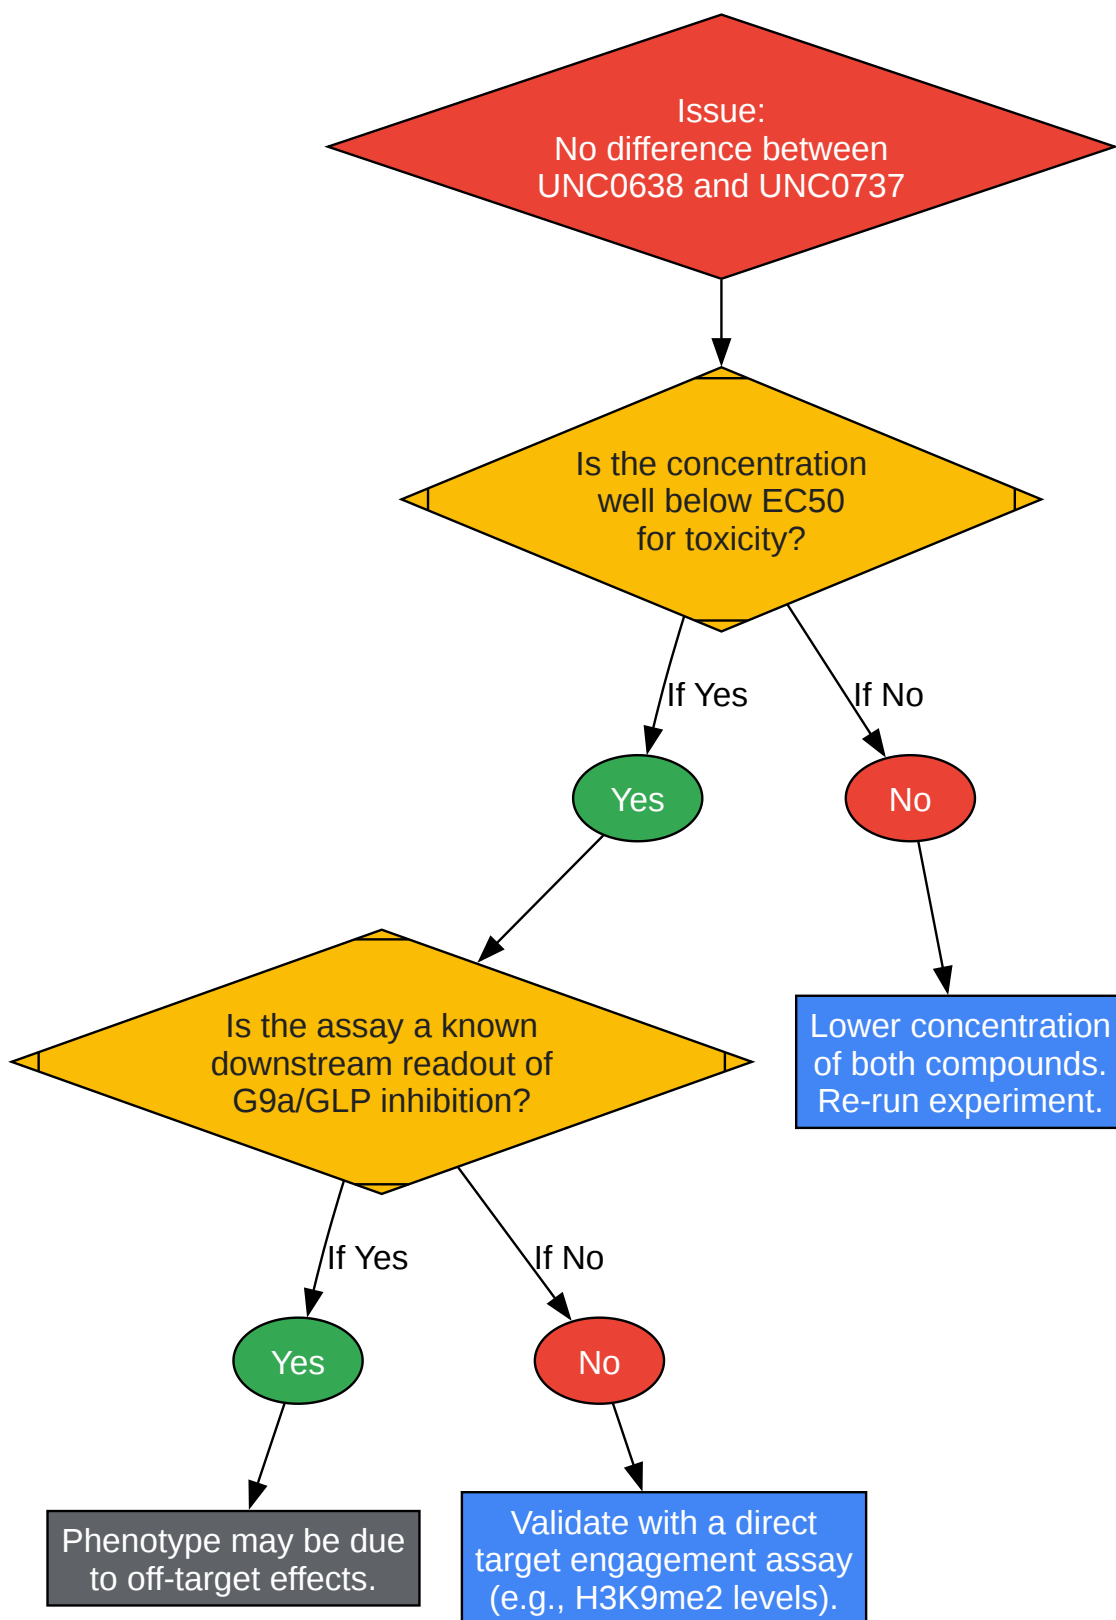 Issue:
No difference between
UNC0638 and UNC0737
Is the concentration
well below EC50
for toxicity?
If Yes
If No
Yes
No
Is the assay a known
downstream readout of
G9a/GLP inhibition?
Lower concentration
of both compounds.
Re-run experiment.
If Yes
If No
Yes
No
Phenotype may be due
to off-target effects.
Validate with a direct
target engagement assay
(e.g., H3K9me2 levels).